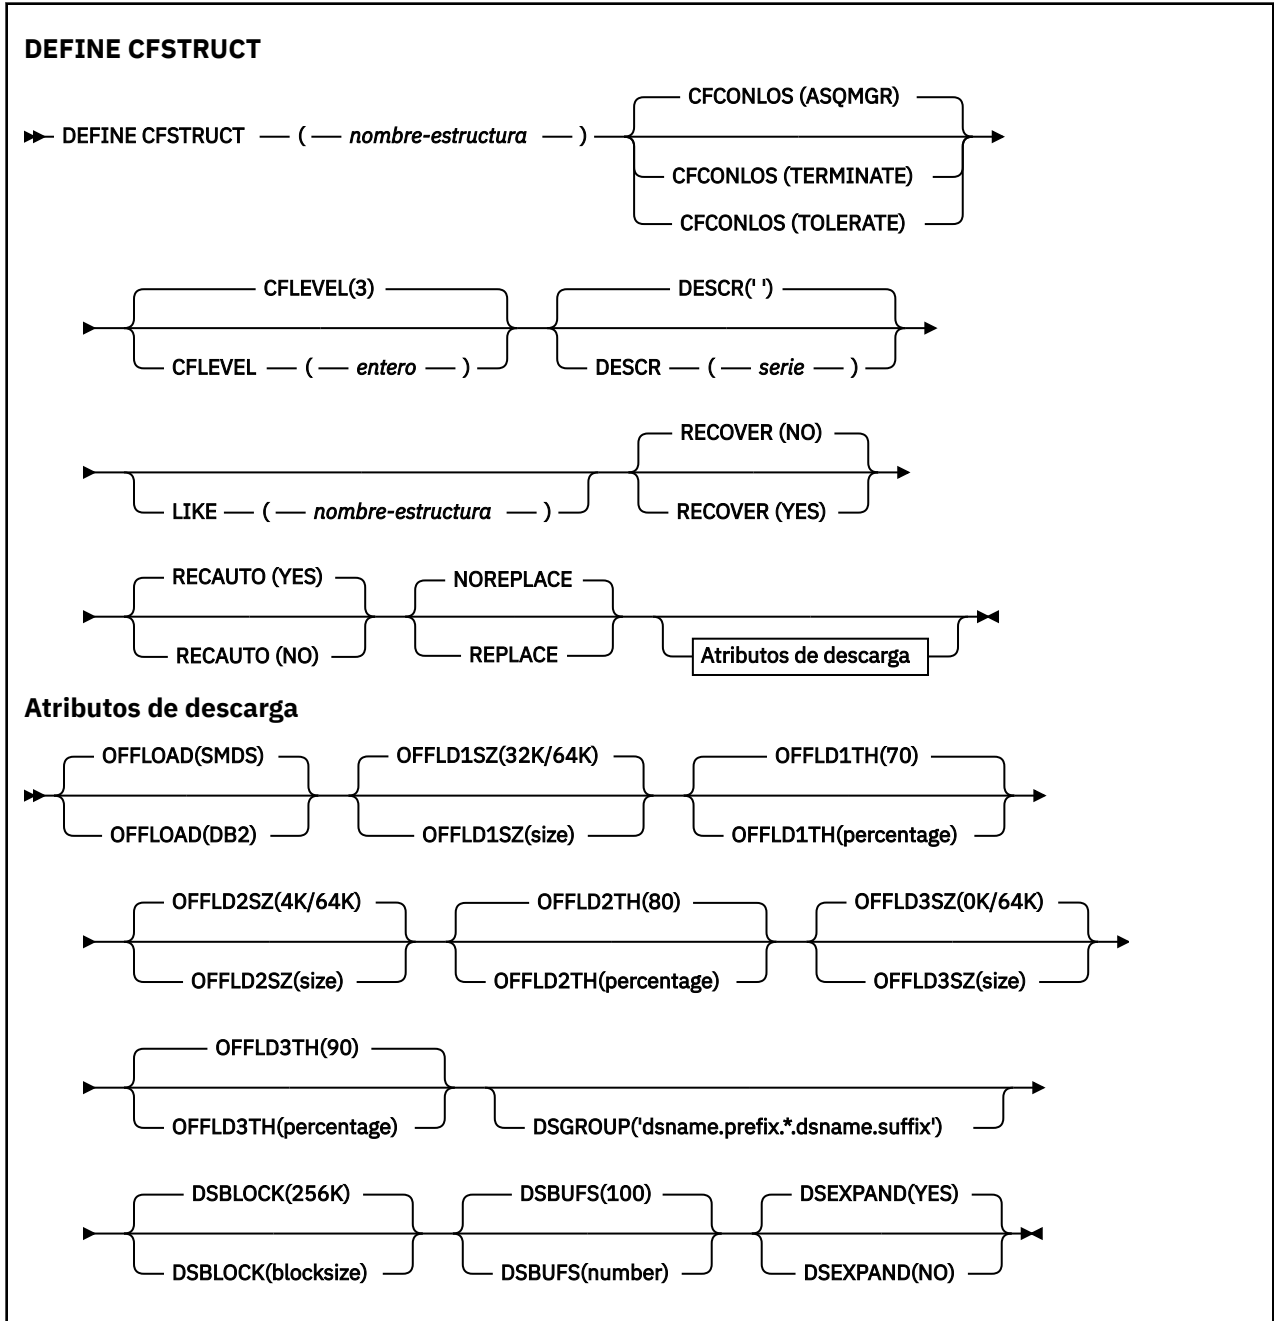 DEFINE CFSTRUCT
CFCONLOS (ASQMGR)
DEFINE CFSTRUCT ( nombre-estructura )
CFCONLOS (TERMINATE)
CFCONLOS (TOLERATE)
CFLEVEL(3) DESCR(' ')
CFLEVEL ( entero ) DESCR ( serie )
RECOVER (NO)
LIKE ( nombre-estructura ) RECOVER (YES)
RECAUTO (YES) NOREPLACE
RECAUTO (NO) REPLACE Atributos de descarga
Atributos de descarga
OFFLOAD(SMDS) OFFLD1SZ(32K/64K) OFFLD1TH(70)
OFFLOAD(DB2) OFFLD1SZ(size) OFFLD1TH(percentage)
OFFLD2SZ(4K/64K) OFFLD2TH(80) OFFLD3SZ(0K/64K)
OFFLD2SZ(size) OFFLD2TH(percentage) OFFLD3SZ(size)
OFFLD3TH(90)
OFFLD3TH(percentage) DSGROUP('dsname.prefix.*.dsname.suffix')
DSBLOCK(256K) DSBUFS(100) DSEXPAND(YES)
DSBLOCK(blocksize) DSBUFS(number) DSEXPAND(NO)